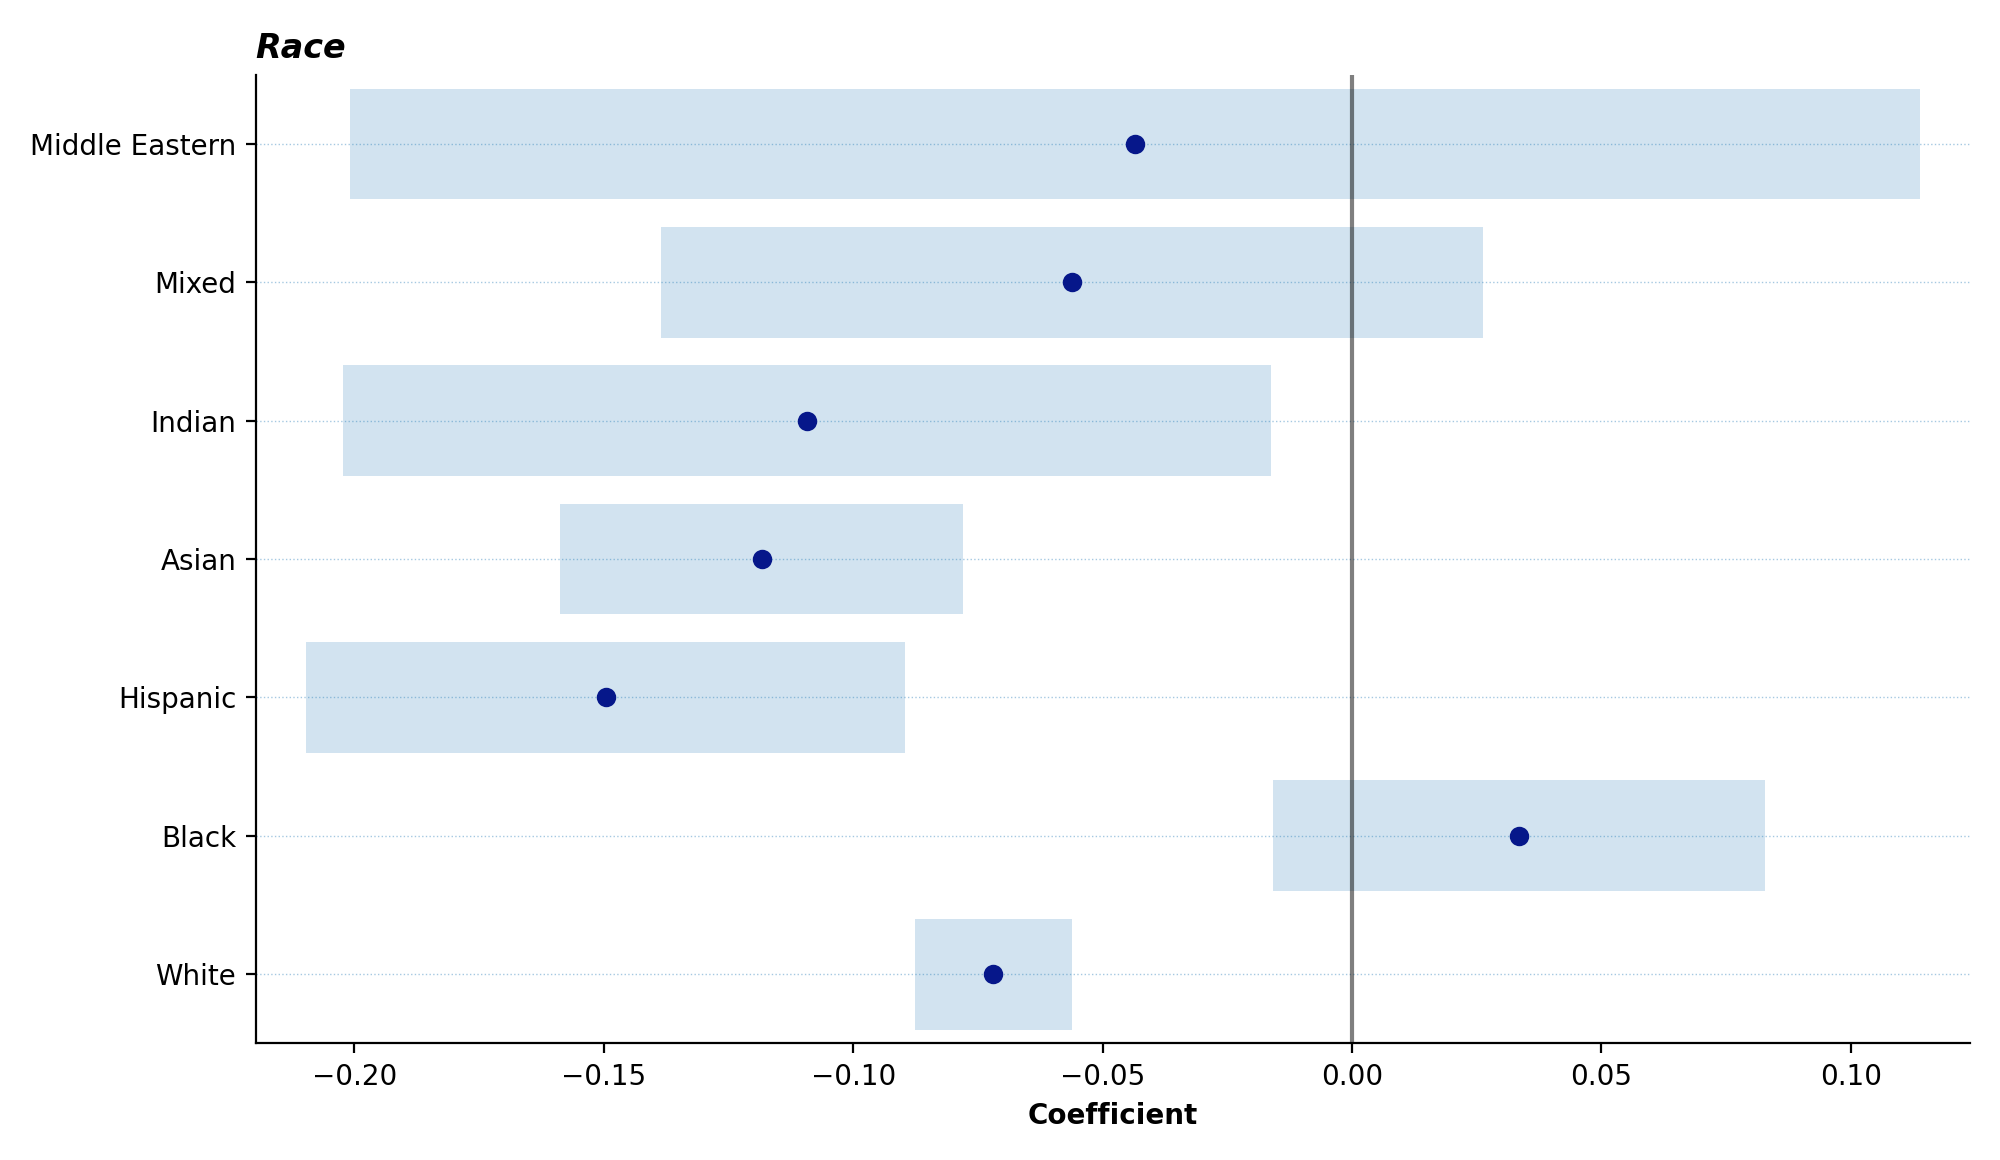 Race
Middle Eastern
Mixed
Indian
Asian
Hispanic
Black
White
−0.20 −0.15 −0.10 −0.05 0.00 0.05 0.10
Coefficient